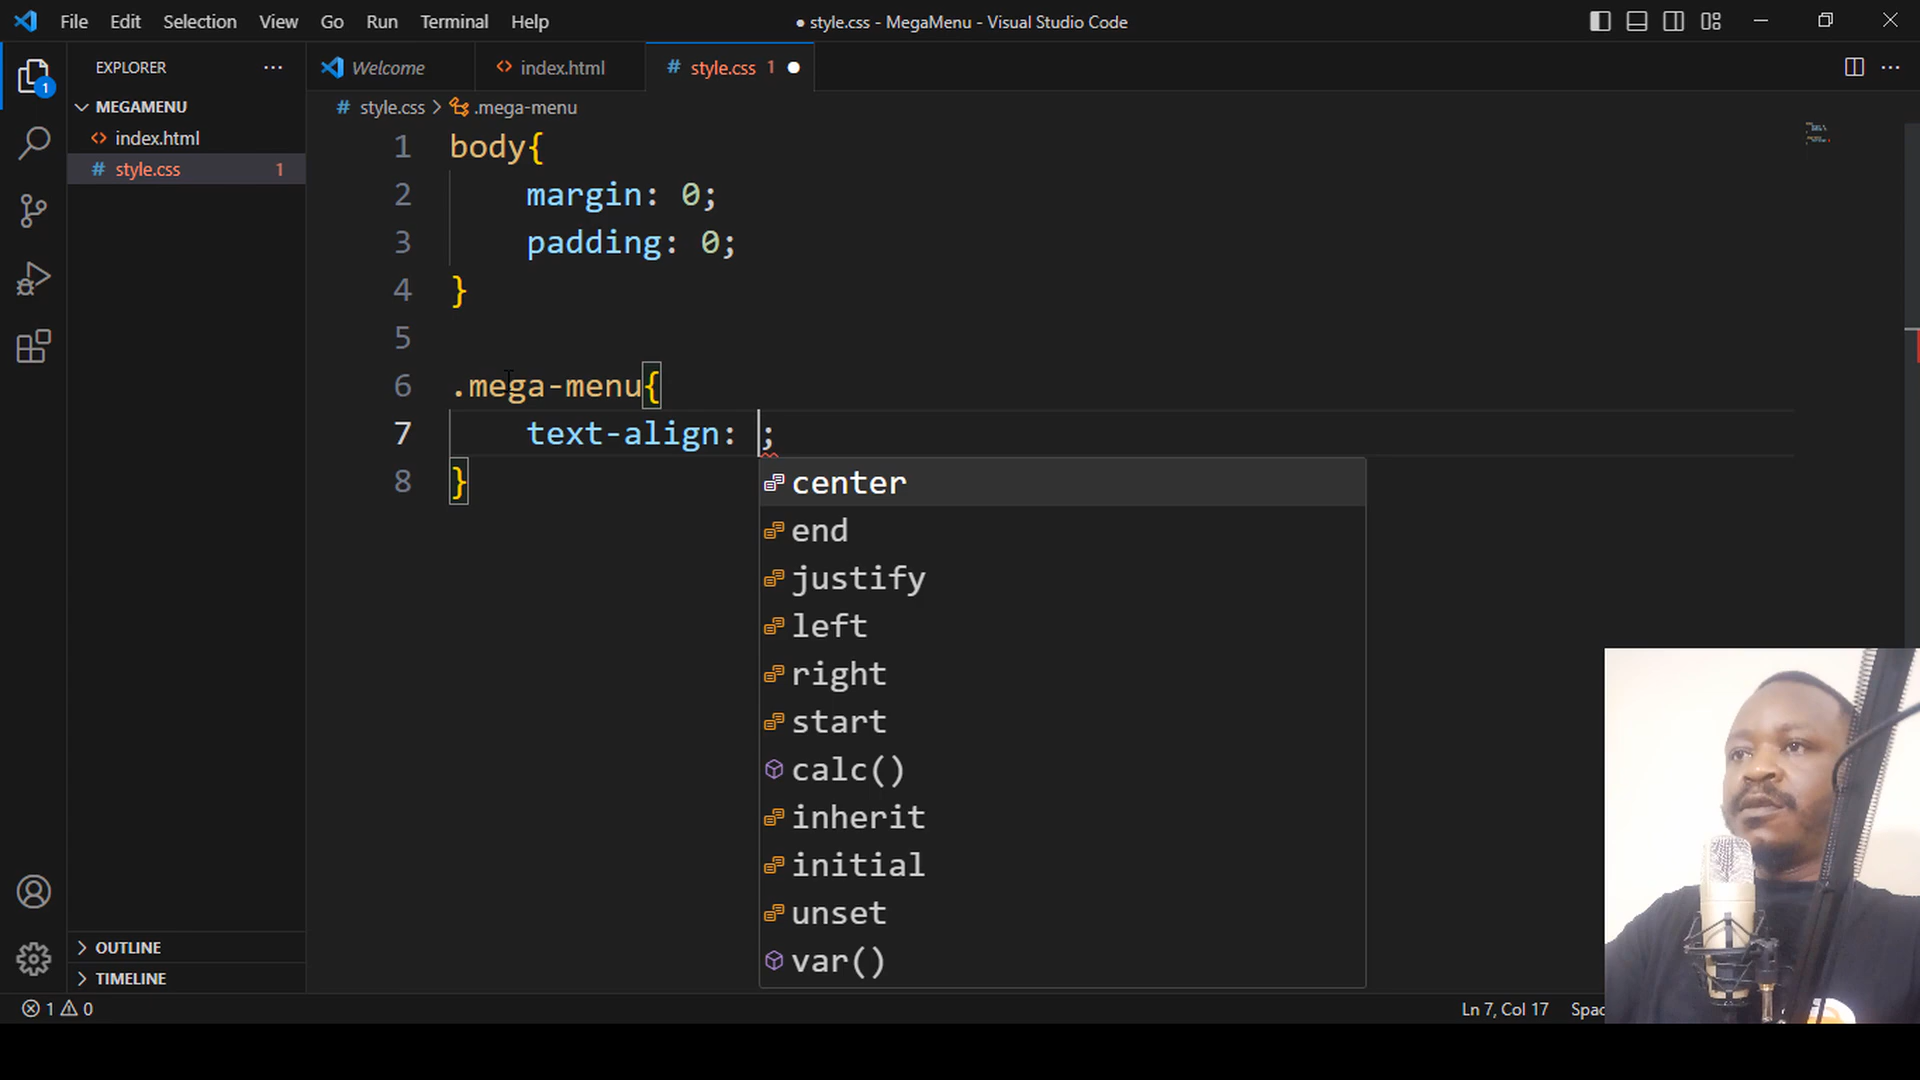 File Edit Selection View Go Run Terminal Help
● style.css - MegaMenu - Visual Studio Code
EXPLORER ···
1
MEGAMENU
<> index.html
# style.css 1
OUTLINE
TIMELINE
Welcome
<> index.html
# style.css 1 ●
# style.css > .mega-menu
1 body{
2 margin: 0;
3 padding: 0;
4 }
5
6 .mega-menu{
7 text-align: ;
8 }
center
end
justify
left
right
start
calc()
inherit
initial
unset
var()
1 0
Ln 7, Col 17 Spac